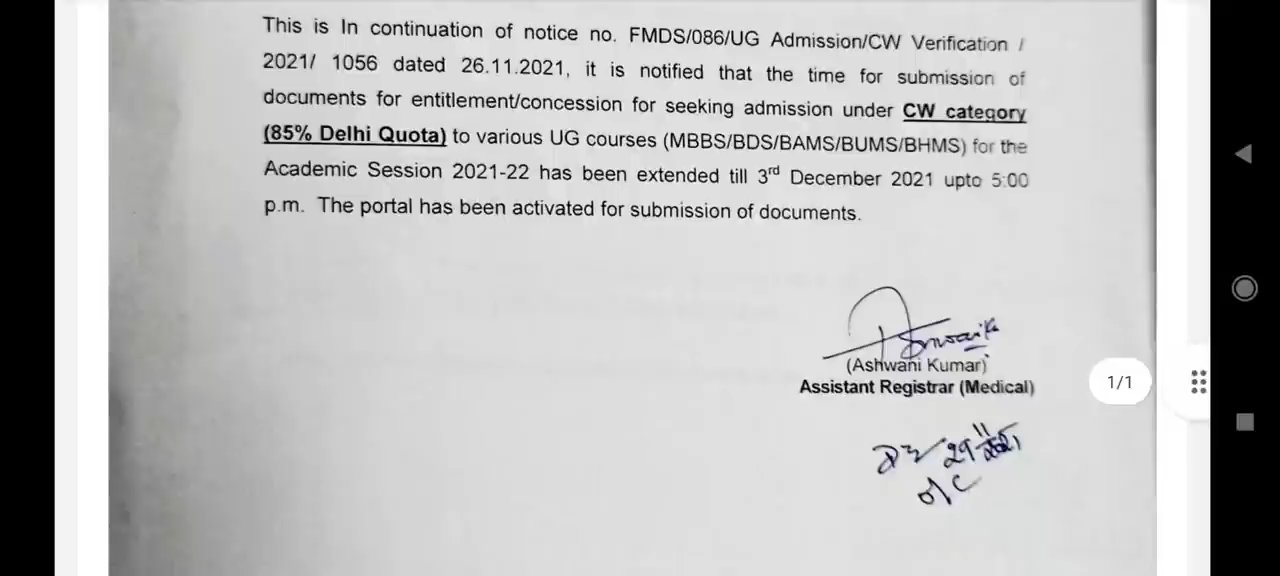 This is In continuation of notice no. FMDS/086/UG Admission/CW Verification /
2021/ 1056 dated 26.11.2021, it is notified that the time for submission of
documents for entitlement/concession for seeking admission under CW category
(85% Delhi Quota) to various UG courses (MBBS/BDS/BAMS/BUMS/BHMS) for the
Academic Session 2021-22 has been extended till 3rd December 2021 upto 5:00
p.m. The portal has been activated for submission of documents.
(Ashwani Kumar)
Assistant Registrar (Medical)
1/1
29/11/2021
O/C